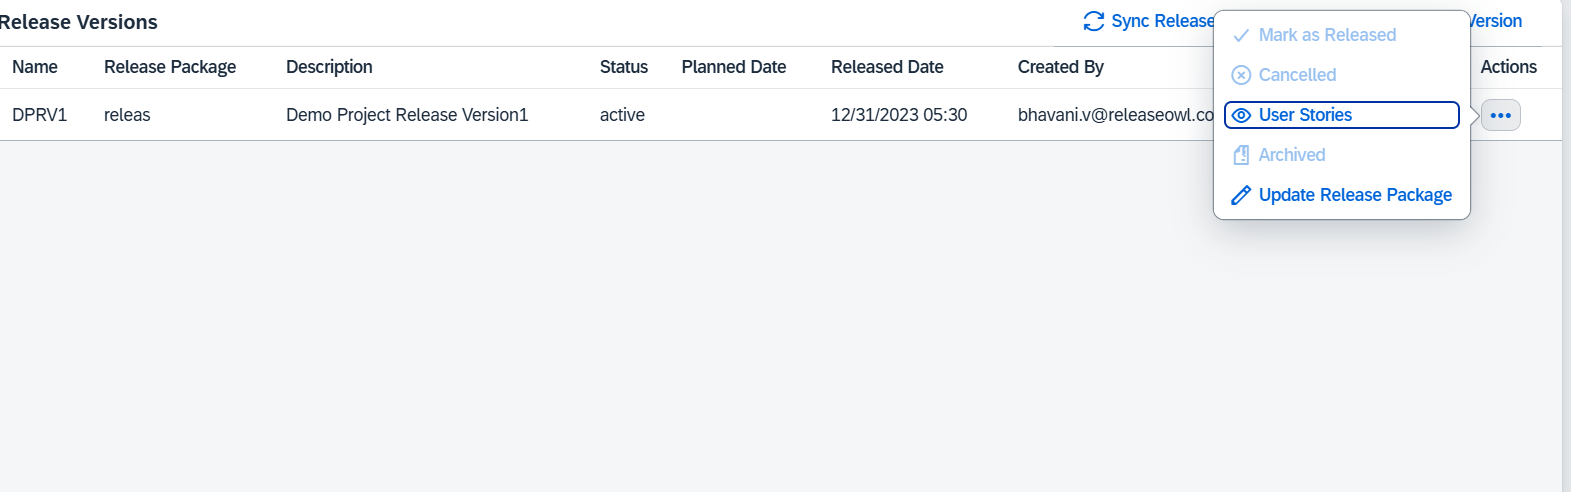 Release Versions
Sync Release
Version
Name Release Package Description Status Planned Date Released Date Created By Actions
DPRV1 releas Demo Project Release Version1 active 12/31/2023 05:30 bhavani.v@releaseowl.co
Mark as Released
Cancelled
User Stories
Archived
Update Release Package